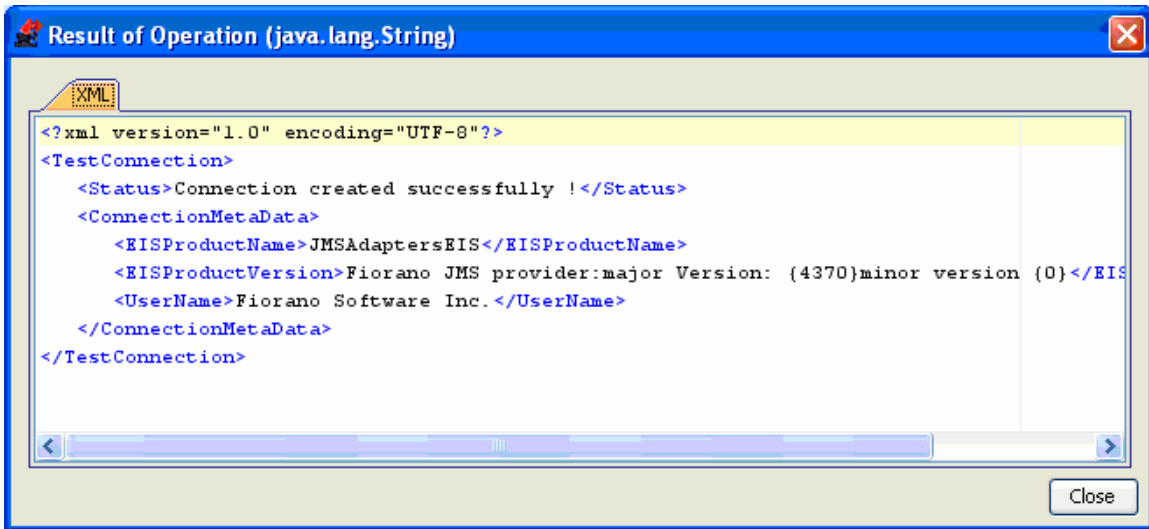 Result of Operation (java.lang.String)
XML
<?xml version="1.0" encoding="UTF-8"?>
<TestConnection>
<Status>Connection created successfully !</Status>
<ConnectionMetaData>
<EISProductName>JMSAdaptersEIS</EISProductName>
<EISProductVersion>Fiorano JMS provider:major Version: {4370}minor version {0}</EIS
<UserName>Fiorano Software Inc.</UserName>
</ConnectionMetaData>
</TestConnection>
Close